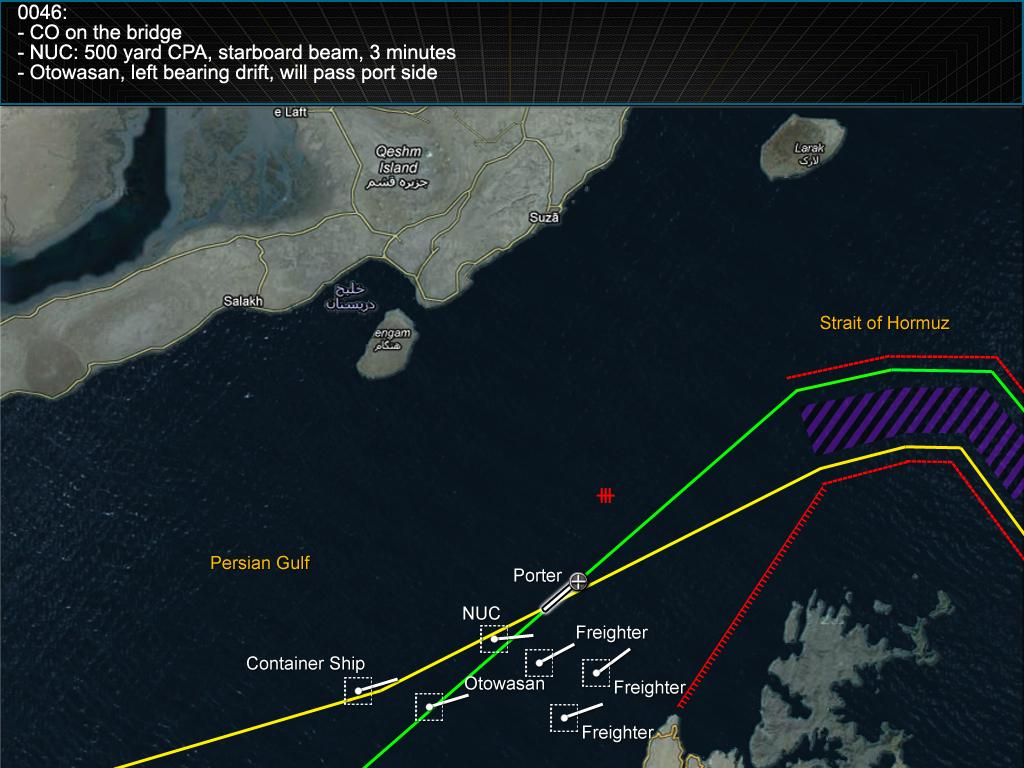 0046:
- CO on the bridge
- NUC: 500 yard CPA, starboard beam, 3 minutes
- Otowasan, left bearing drift, will pass port side
e Laft
Larak
لارک
Qeshm
Island
جزیره قشم
Suzā
خلیج
دربستان
Salakh
engam
هنگام
Strait of Hormuz
Persian Gulf
Porter
NUC
Freighter
Container Ship
Otowasan
Freighter
Freighter